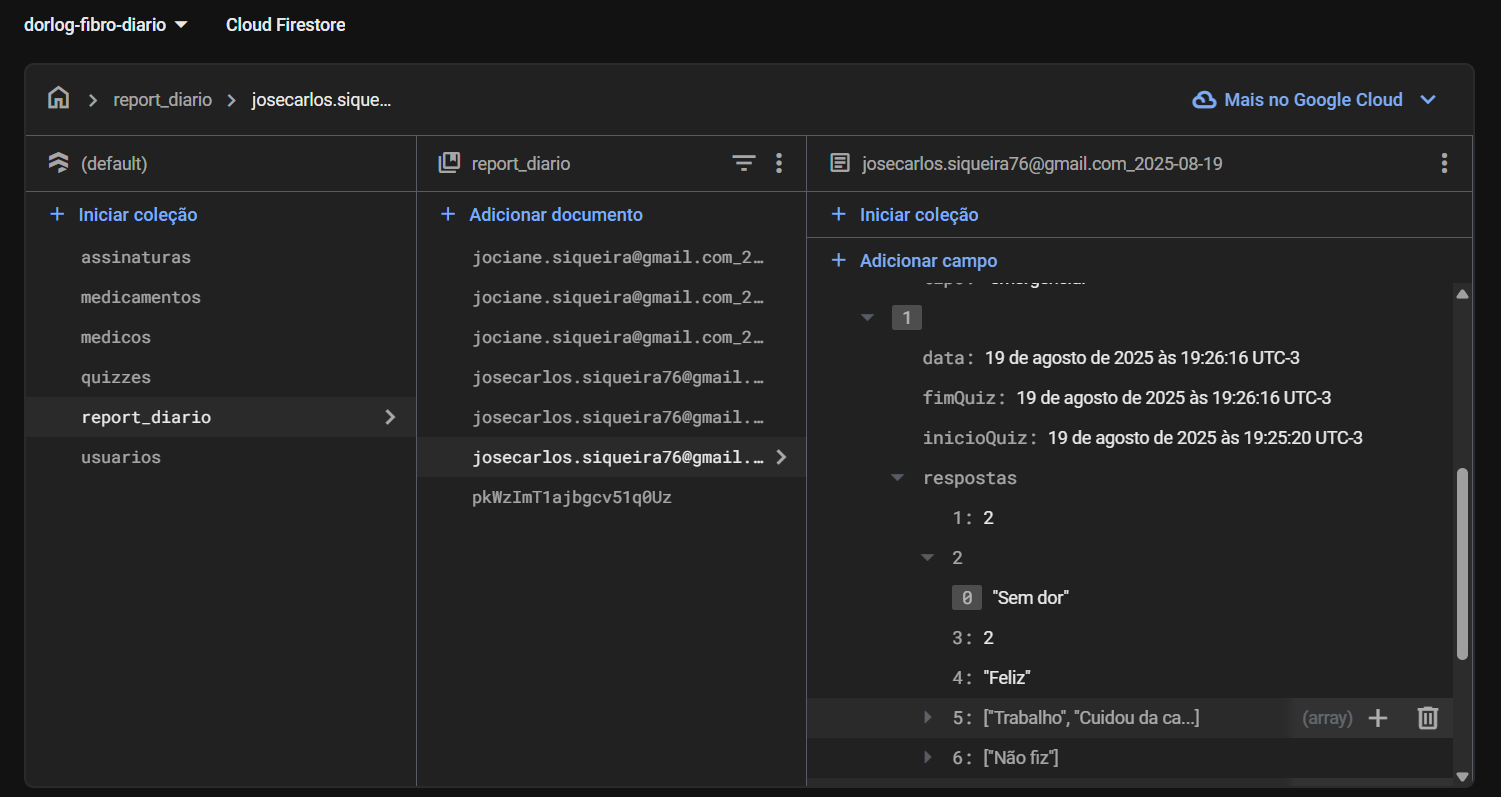 dorlog-fibro-diario Cloud Firestore
report_diario josecarlos.sique… Mais no Google Cloud
(default)
Iniciar coleção
assinaturas
medicamentos
medicos
quizzes
report_diario
usuarios
report_diario
Adicionar documento
jociane.siqueira@gmail.com_2…
jociane.siqueira@gmail.com_2…
jociane.siqueira@gmail.com_2…
josecarlos.siqueira76@gmail.…
josecarlos.siqueira76@gmail.…
josecarlos.siqueira76@gmail.…
pkWzImT1ajbgcv51q0Uz
josecarlos.siqueira76@gmail.com_2025-08-19
Iniciar coleção
Adicionar campo
1
data: 19 de agosto de 2025 às 19:26:16 UTC-3
fimQuiz: 19 de agosto de 2025 às 19:26:16 UTC-3
inicioQuiz: 19 de agosto de 2025 às 19:25:20 UTC-3
respostas
1: 2
2
0 "Sem dor"
3: 2
4: "Feliz"
5: ["Trabalho", "Cuidou da ca...] (array)
6: ["Não fiz"]